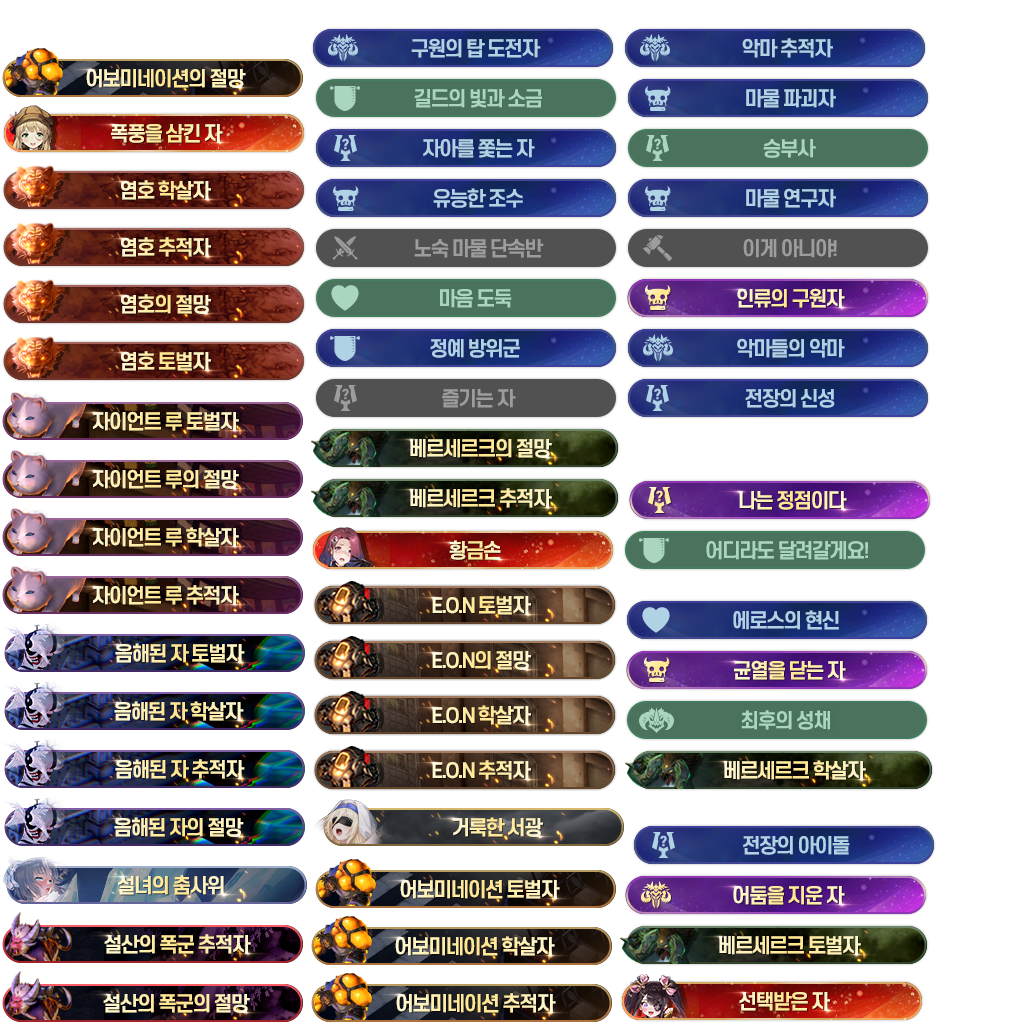 어보미네이션의 절망
폭풍을 삼킨 자
염호 학살자
염호 추적자
염호의 절망
염호 토벌자
자이언트 루 토벌자
자이언트 루의 절망
자이언트 루 학살자
자이언트 루 추적자
음해된 자 토벌자
음해된 자 학살자
음해된 자 추적자
음해된 자의 절망
설녀의 춤사위
설산의 폭군 추적자
설산의 폭군의 절망
구원의 탑 도전자
길드의 빛과 소금
자아를 쫓는 자
유능한 조수
노숙 마물 단속반
마음 도둑
정예 방위군
즐기는 자
베르세르크의 절망
베르세르크 추적자
황금손
E.O.N 토벌자
E.O.N의 절망
E.O.N 학살자
E.O.N 추적자
거룩한 서광
어보미네이션 토벌자
어보미네이션 학살자
어보미네이션 추적자
악마 추적자
마물 파괴자
승부사
마물 연구자
이게 아니야!
인류의 구원자
악마들의 악마
전장의 신성
나는 정점이다
어디라도 달려갈게요!
에로스의 현신
균열을 닫는 자
최후의 성채
베르세르크 학살자
전장의 아이돌
어둠을 지운 자
베르세르크 토벌자
선택받은 자